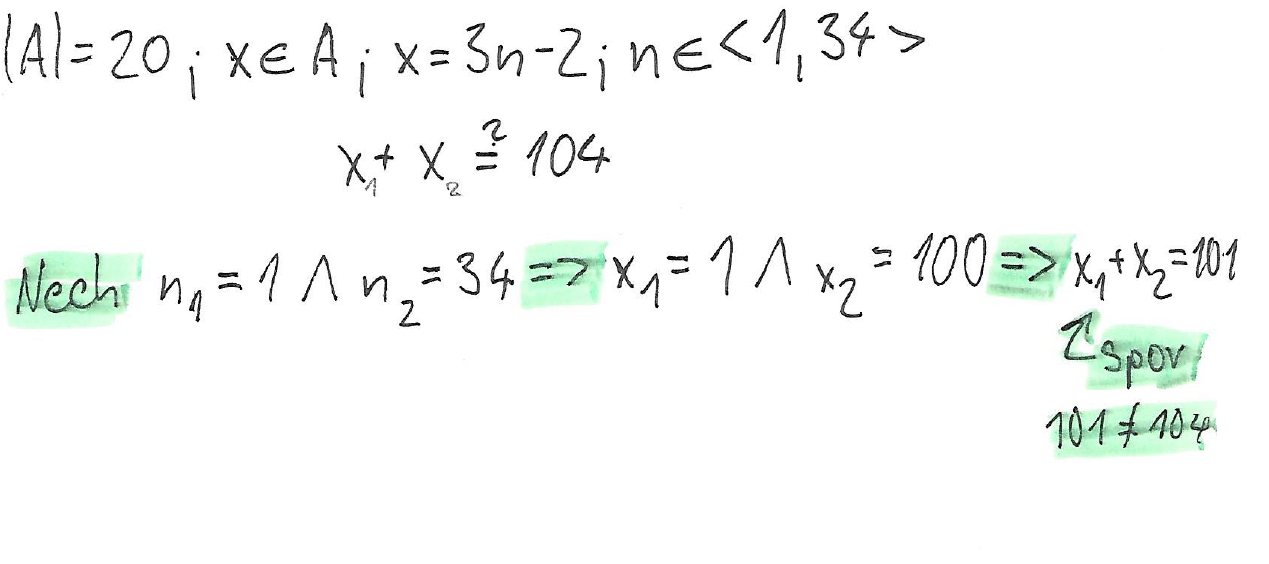 |A|=20 ; x∈A ; x=3n-2; n∈<1,34>
x₁+ x₂ ≟ 104
Nech n₁=1 ∧ n₂=34 => x₁=1 ∧ x₂=100 => x₁+x₂=101
↑ spor
101≠104